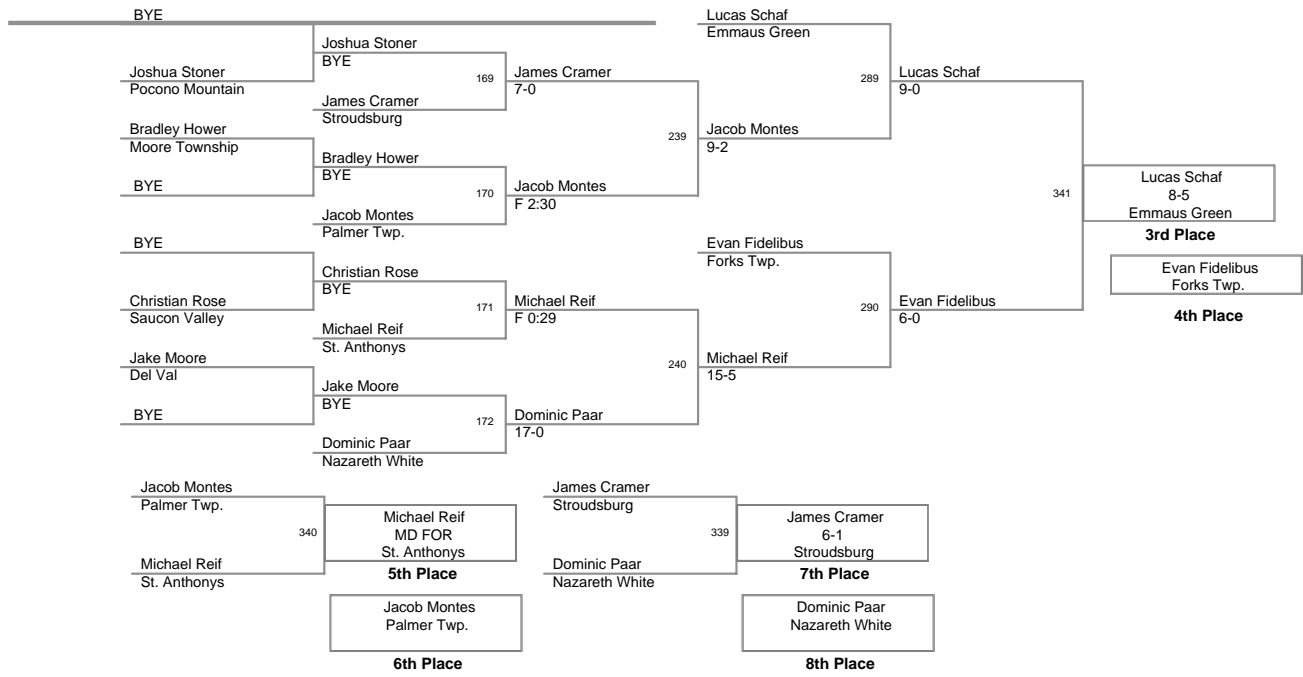 BYE
Joshua Stoner
Pocono Mountain
Bradley Hower
Moore Township
BYE
BYE
Christian Rose
Saucon Valley
Jake Moore
Del Val
BYE
Joshua Stoner
BYE
169
James Cramer
Stroudsburg
Bradley Hower
BYE
170
Jacob Montes
Palmer Twp.
Christian Rose
BYE
171
Michael Reif
St. Anthonys
Jake Moore
BYE
172
Dominic Paar
Nazareth White
James Cramer
7-0
239
Jacob Montes
F 2:30
Michael Reif
F 0:29
240
Dominic Paar
17-0
Lucas Schaf
Emmaus Green
289
Jacob Montes
9-2
Evan Fidelibus
Forks Twp.
290
Michael Reif
15-5
Lucas Schaf
9-0
341
Evan Fidelibus
6-0
Lucas Schaf
8-5
Emmaus Green
3rd Place
Evan Fidelibus
Forks Twp.
4th Place
Jacob Montes
Palmer Twp.
340
Michael Reif
St. Anthonys
Michael Reif
MD FOR
St. Anthonys
5th Place
Jacob Montes
Palmer Twp.
6th Place
James Cramer
Stroudsburg
339
Dominic Paar
Nazareth White
James Cramer
6-1
Stroudsburg
7th Place
Dominic Paar
Nazareth White
8th Place